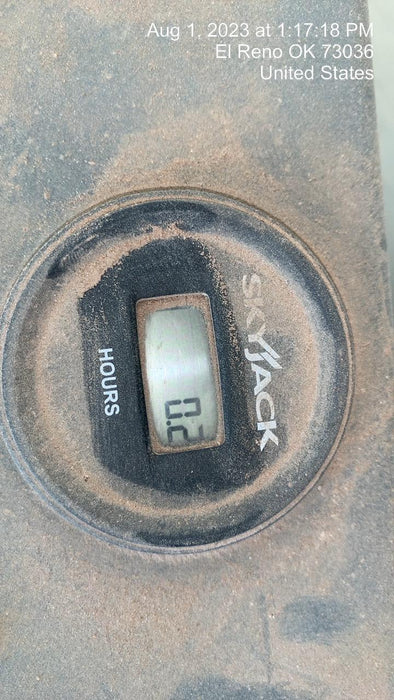 Aug 1, 2023 at 1:17:18 PM
El Reno OK 73036
United States
SKYJACK
0.2
HOURS